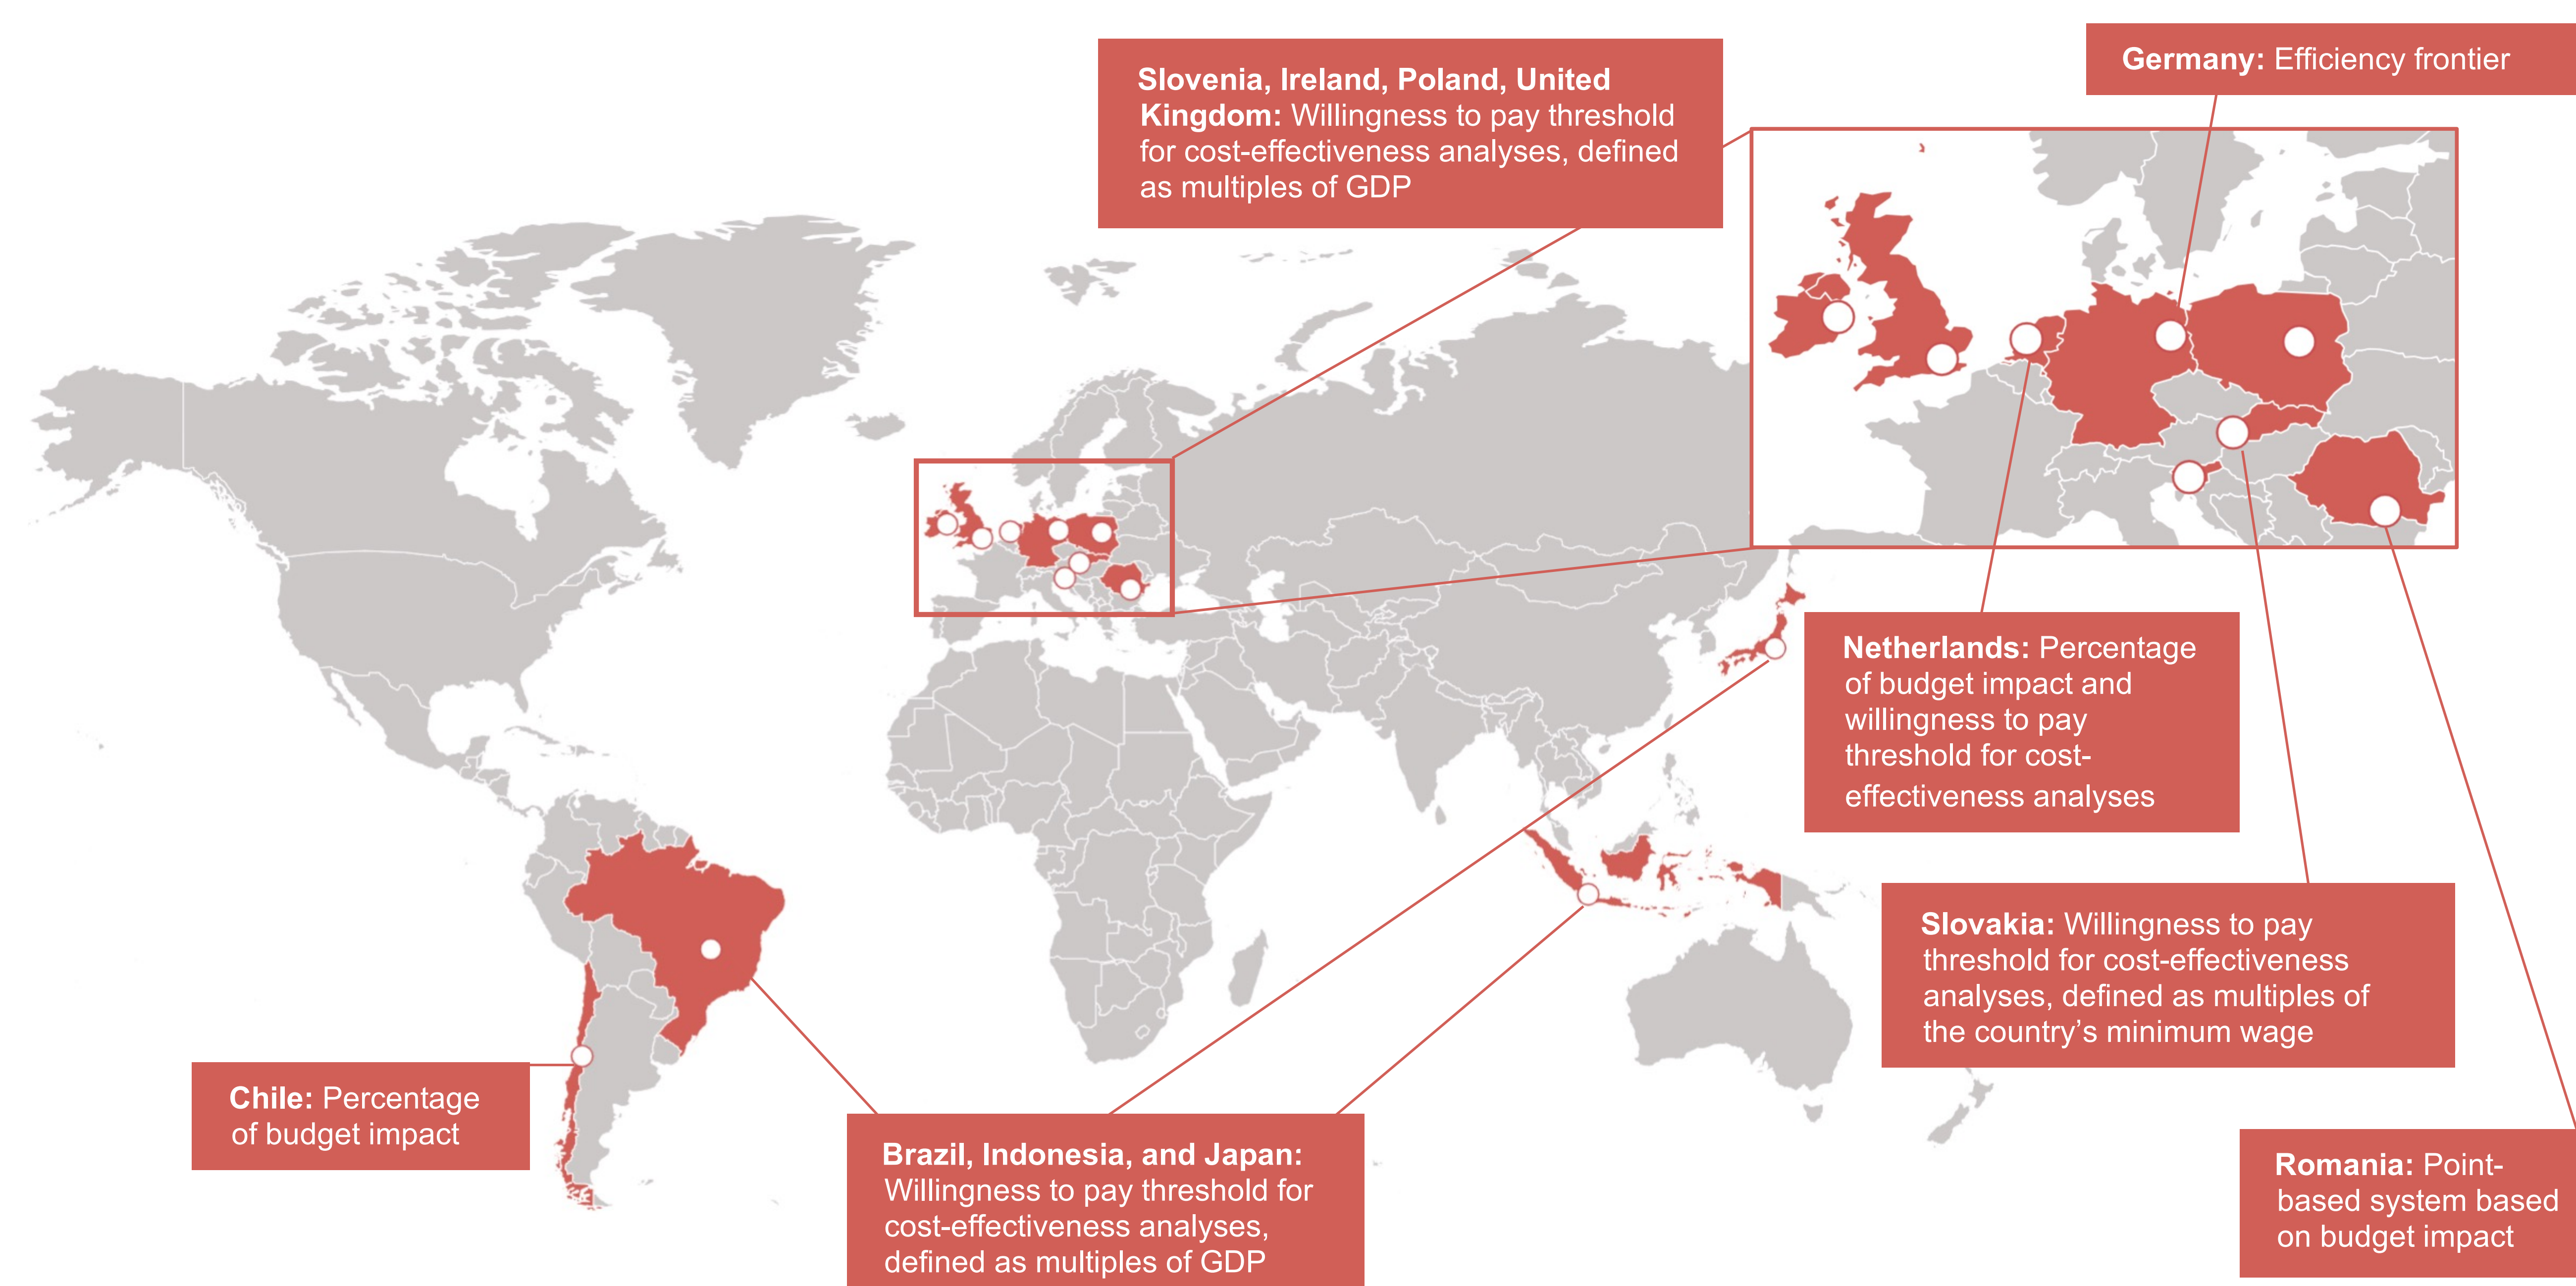 Germany: Efficiency frontier
Slovenia, Ireland, Poland, United
Kingdom: Willingness to pay threshold
for cost-effectiveness analyses, defined
as multiples of GDP
Netherlands: Percentage
of budget impact and
willingness to pay
threshold for cost-
effectiveness analyses
Slovakia: Willingness to pay
threshold for cost-effectiveness
analyses, defined as multiples of
the country’s minimum wage
Chile: Percentage
of budget impact
Brazil, Indonesia, and Japan:
Willingness to pay threshold for
cost-effectiveness analyses,
defined as multiples of GDP
Romania: Point-
based system based
on budget impact